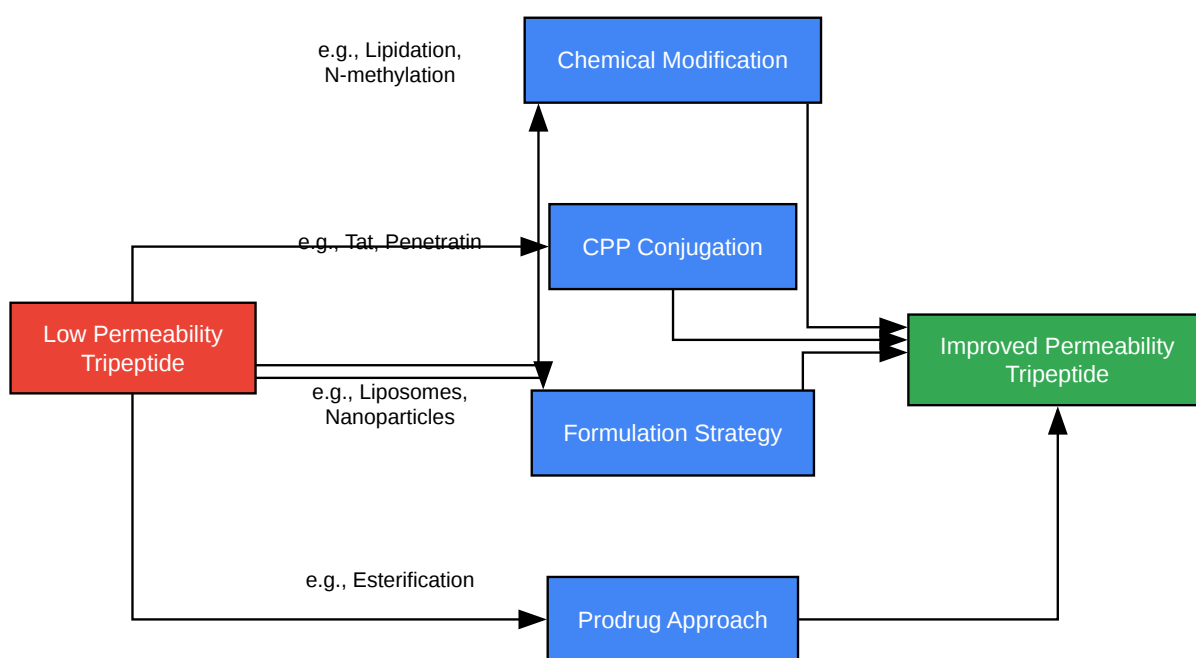 e.g., Lipidation,
N-methylation
Chemical Modification
e.g., Tat, Penetratin
CPP Conjugation
Low Permeability
Tripeptide
Improved Permeability
Tripeptide
e.g., Liposomes,
Nanoparticles
Formulation Strategy
e.g., Esterification
Prodrug Approach